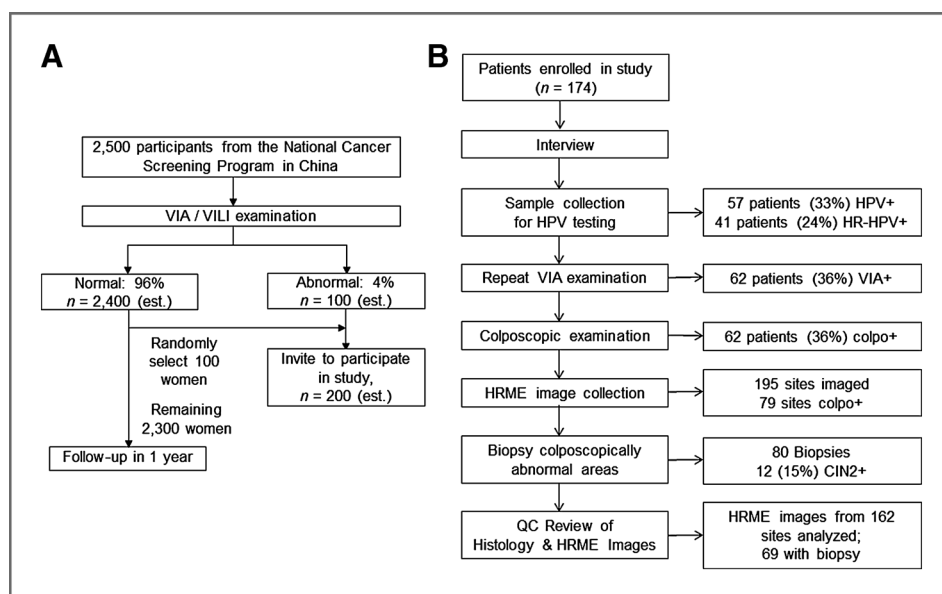 A
2,500 participants from the National Cancer
Screening Program in China
VIA / VILI examination
Normal: 96%
n = 2,400 (est.)
Abnormal: 4%
n = 100 (est.)
Randomly
select 100
women
Invite to participate
in study,
n = 200 (est.)
Remaining
2,300 women
Follow-up in 1 year
B
Patients enrolled in study
(n = 174)
Interview
Sample collection
for HPV testing
57 patients (33%) HPV+
41 patients (24%) HR-HPV+
Repeat VIA examination
62 patients (36%) VIA+
Colposcopic examination
62 patients (36%) colpo+
HRME image collection
195 sites imaged
79 sites colpo+
Biopsy colposcopically
abnormal areas
80 Biopsies
12 (15%) CIN2+
QC Review of
Histology & HRME Images
HRME images from 162
sites analyzed;
69 with biopsy